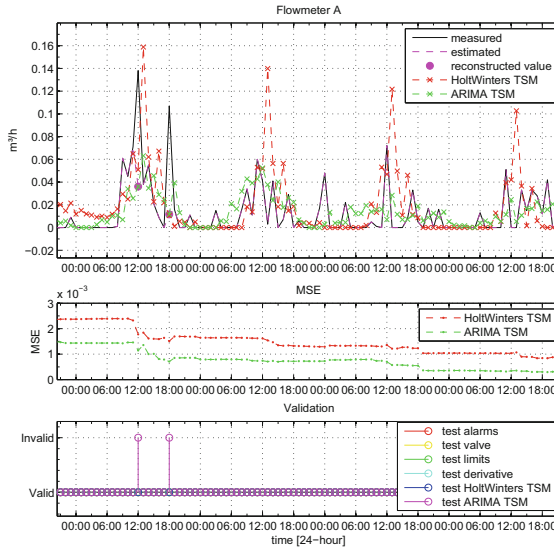 Flowmeter A
measured
estimated
reconstructed value
HoltWinters TSM
ARIMA TSM
0.16
0.14
0.12
0.1
0.08
0.06
0.04
0.02
0
−0.02
m³/h
00:00 06:00 12:00 18:00 00:00 06:00 12:00 18:00 00:00 06:00 12:00 18:00 00:00 06:00 12:00 18:00
MSE
x 10⁻³
HoltWinters TSM
ARIMA TSM
3
2
1
0
MSE
00:00 06:00 12:00 18:00 00:00 06:00 12:00 18:00 00:00 06:00 12:00 18:00 00:00 06:00 12:00 18:00
Validation
test alarms
test valve
test limits
test derivative
test HoltWinters TSM
test ARIMA TSM
Invalid
Valid
00:00 06:00 12:00 18:00 00:00 06:00 12:00 18:00 00:00 06:00 12:00 18:00 00:00 06:00 12:00 18:00
time [24-hour]